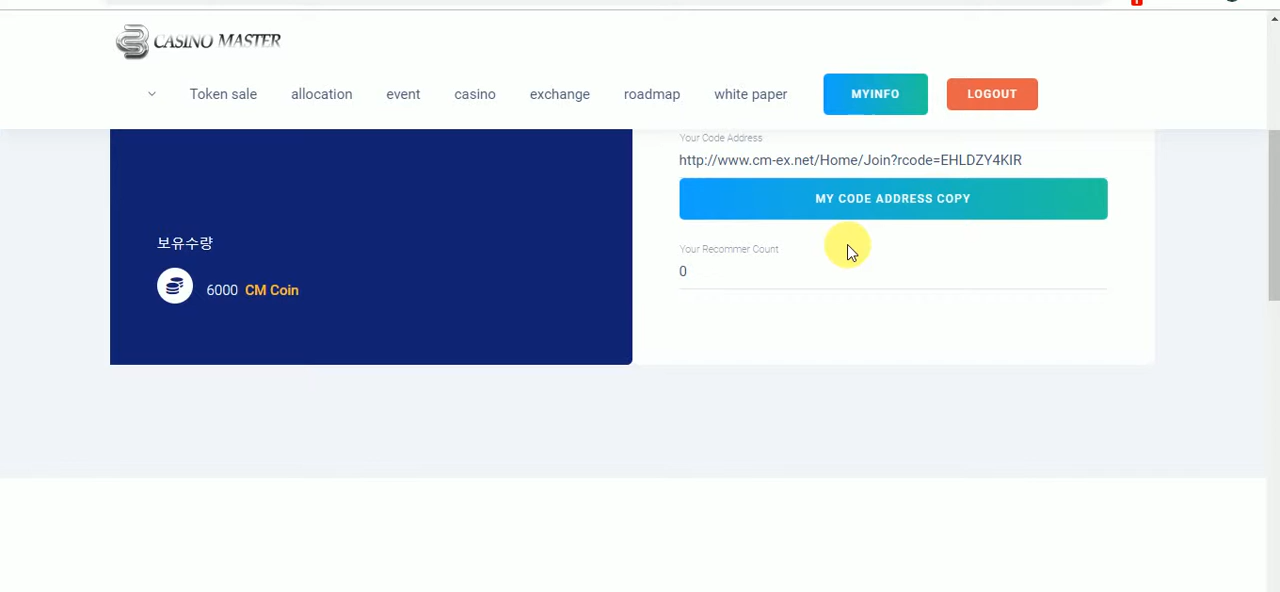 CASINO MASTER
Token sale allocation event casino exchange roadmap white paper MYINFO LOGOUT
Your Code Address
http://www.cm-ex.net/Home/Join?rcode=EHLDZY4KIR
MY CODE ADDRESS COPY
보유수량
6000 CM Coin
Your Recommer Count
0